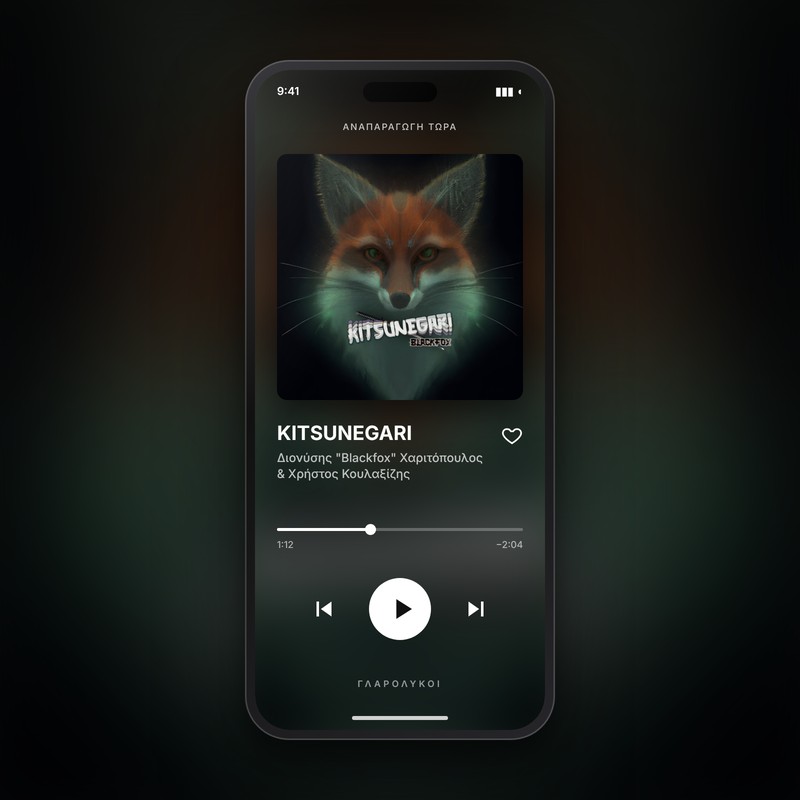 9:41
ΑΝΑΠΑΡΑΓΩΓΗ ΤΩΡΑ
KITSUNEGARI
BLACKFOX
KITSUNEGARI
Διονύσης "Blackfox" Χαριτόπουλος
& Χρήστος Κουλαξίζης
1:12 −2:04
ΓΛΑΡΟΛΥΚΟΙ